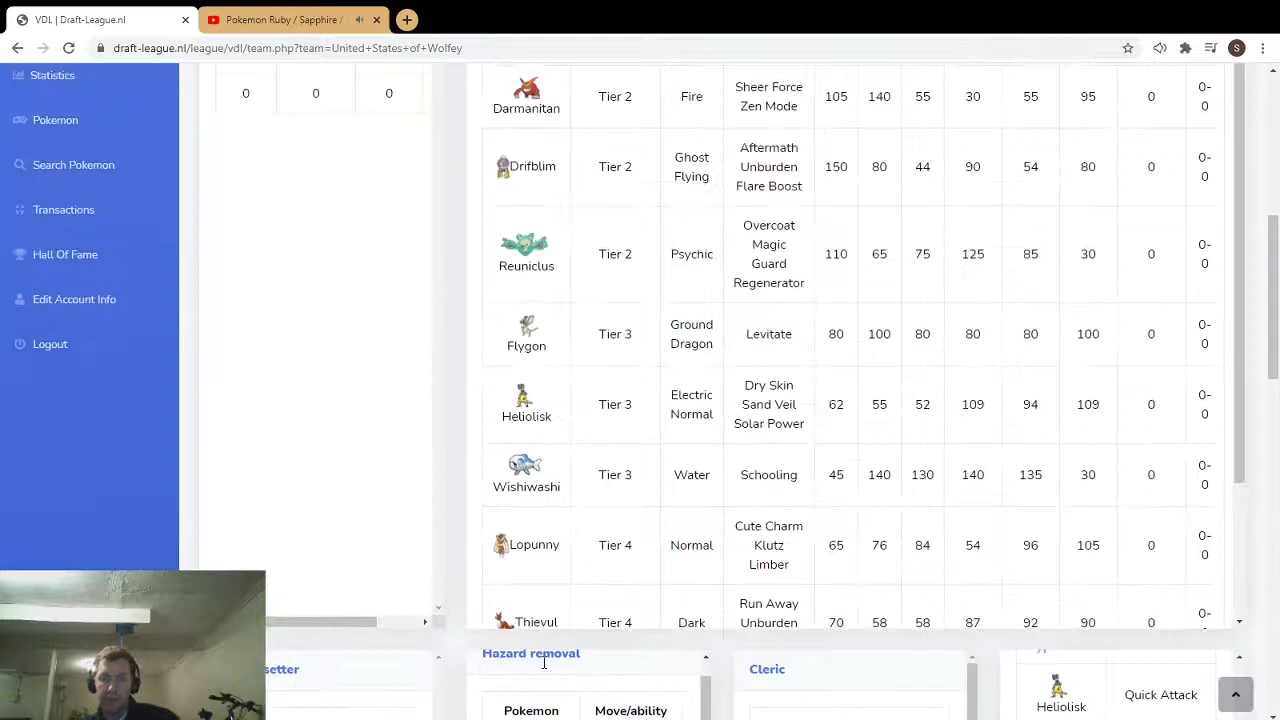 VDL | Draft-League.nl
Pokemon Ruby / Sapphire /
draft-league.nl/league/vdl/team.php?team=United+States+of+Wolfey
S
Statistics
Pokemon
Search Pokemon
Transactions
Hall Of Fame
Edit Account Info
Logout
0 0 0
Darmanitan Tier 2 Fire Sheer Force Zen Mode 105 140 55 30 55 95 0 0-0
Drifblim Tier 2 Ghost Flying Aftermath Unburden Flare Boost 150 80 44 90 54 80 0 0-0
Reuniclus Tier 2 Psychic Overcoat Magic Guard Regenerator 110 65 75 125 85 30 0 0-0
Flygon Tier 3 Ground Dragon Levitate 80 100 80 80 80 100 0 0-0
Heliolisk Tier 3 Electric Normal Dry Skin Sand Veil Solar Power 62 55 52 109 94 109 0 0-0
Wishiwashi Tier 3 Water Schooling 45 140 130 140 135 30 0 0-0
Lopunny Tier 4 Normal Cute Charm Klutz Limber 65 76 84 54 96 105 0 0-0
Thievul Tier 4 Dark Run Away Unburden 70 58 58 87 92 90 0 0-
setter
Hazard removal
Pokemon Move/ability
Cleric
Heliolisk Quick Attack